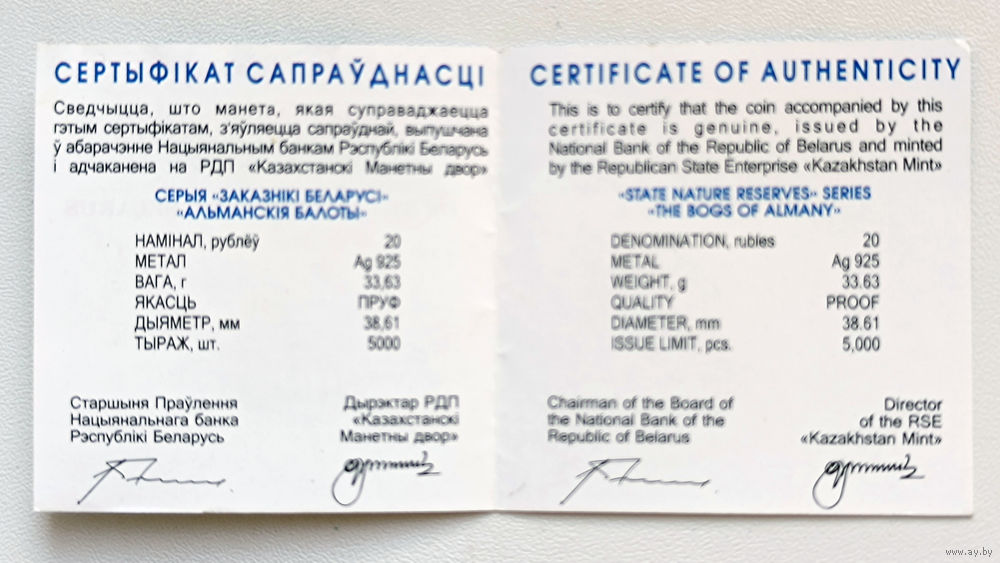 СЕРТЫФІКАТ САПРАЎДНАСЦІ
Сведчыцца, што манета, якая суправаджаецца
гэтым сертыфікатам, з'яўляецца сапраўднай, выпушчана
ў абарачэнне Нацыянальным банкам Рэспублікі Беларусь
і адчаканена на РДП «Казахстанскі Манетны двор»
СЕРЫЯ «ЗАКАЗНІКІ БЕЛАРУСІ»
«АЛЬМАНСКІЯ БАЛОТЫ»
НАМІНАЛ, рублёў 20
МЕТАЛ Ag 925
ВАГА, г 33,63
ЯКАСЦЬ ПРУФ
ДЫЯМЕТР, мм 38,61
ТЫРАЖ, шт. 5000
Старшыня Праўлення
Нацыянальнага банка
Рэспублікі Беларусь
Дырэктар РДП
«Казахстанскі
Манетны двор»
CERTIFICATE OF AUTHENTICITY
This is to certify that the coin accompanied by this
certificate is genuine, issued by the
National Bank of the Republic of Belarus and minted
by the Republican State Enterprise «Kazakhstan Mint»
«STATE NATURE RESERVES» SERIES
«THE BOGS OF ALMANY»
DENOMINATION, rubles 20
METAL Ag 925
WEIGHT, g 33.63
QUALITY PROOF
DIAMETER, mm 38.61
ISSUE LIMIT, pcs. 5,000
Chairman of the Board of
the National Bank of the
Republic of Belarus
Director
of the RSE
«Kazakhstan Mint»
www.ay.by